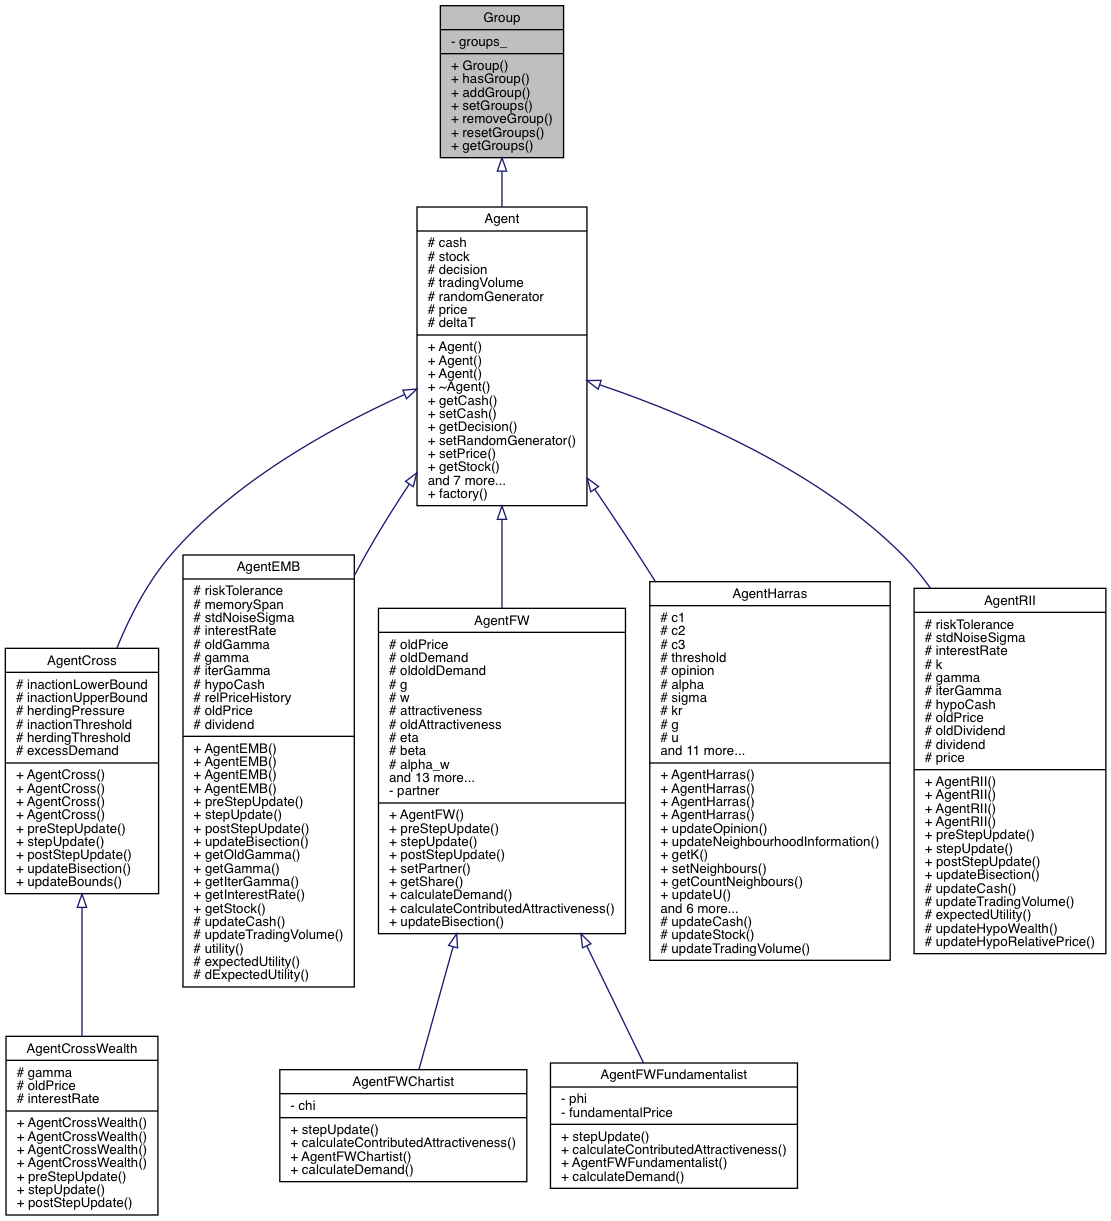 Group
- groups_
+ Group()
+ hasGroup()
+ addGroup()
+ setGroups()
+ removeGroup()
+ resetGroups()
+ getGroups()
Agent
# cash
# stock
# decision
# tradingVolume
# randomGenerator
# price
# deltaT
+ Agent()
+ Agent()
+ Agent()
+ ~Agent()
+ getCash()
+ setCash()
+ getDecision()
+ setRandomGenerator()
+ setPrice()
+ getStock()
and 7 more...
+ factory()
AgentCross
# inactionLowerBound
# inactionUpperBound
# herdingPressure
# inactionThreshold
# herdingThreshold
# excessDemand
+ AgentCross()
+ AgentCross()
+ AgentCross()
+ AgentCross()
+ preStepUpdate()
+ stepUpdate()
+ postStepUpdate()
+ updateBisection()
+ updateBounds()
AgentEMB
# riskTolerance
# memorySpan
# stdNoiseSigma
# interestRate
# oldGamma
# gamma
# iterGamma
# hypoCash
# relPriceHistory
# oldPrice
# dividend
+ AgentEMB()
+ AgentEMB()
+ AgentEMB()
+ AgentEMB()
+ preStepUpdate()
+ stepUpdate()
+ postStepUpdate()
+ updateBisection()
+ getOldGamma()
+ getGamma()
+ getIterGamma()
+ getInterestRate()
+ getStock()
# updateCash()
# updateTradingVolume()
# utility()
# expectedUtility()
# dExpectedUtility()
AgentFW
# oldPrice
# oldDemand
# oldoldDemand
# g
# w
# attractiveness
# oldAttractiveness
# eta
# beta
# alpha_w
and 13 more...
- partner
+ AgentFW()
+ preStepUpdate()
+ stepUpdate()
+ postStepUpdate()
+ setPartner()
+ getShare()
+ calculateDemand()
+ calculateContributedAttractiveness()
+ updateBisection()
AgentHarras
# c1
# c2
# c3
# threshold
# opinion
# alpha
# sigma
# kr
# g
# u
and 11 more...
+ AgentHarras()
+ AgentHarras()
+ AgentHarras()
+ AgentHarras()
+ updateOpinion()
+ updateNeighbourhoodInformation()
+ getK()
+ setNeighbours()
+ getCountNeighbours()
+ updateU()
and 6 more...
# updateCash()
# updateStock()
# updateTradingVolume()
AgentRII
# riskTolerance
# stdNoiseSigma
# interestRate
# k
# gamma
# iterGamma
# hypoCash
# oldPrice
# oldDividend
# dividend
# price
+ AgentRII()
+ AgentRII()
+ AgentRII()
+ AgentRII()
+ preStepUpdate()
+ stepUpdate()
+ postStepUpdate()
+ updateBisection()
# updateCash()
# updateTradingVolume()
# expectedUtility()
# updateHypoWealth()
# updateHypoRelativePrice()
AgentCrossWealth
# gamma
# oldPrice
# interestRate
+ AgentCrossWealth()
+ AgentCrossWealth()
+ AgentCrossWealth()
+ AgentCrossWealth()
+ preStepUpdate()
+ stepUpdate()
+ postStepUpdate()
AgentFWChartist
- chi
+ stepUpdate()
+ calculateContributedAttractiveness()
+ AgentFWChartist()
+ calculateDemand()
AgentFWFundamentalist
- phi
- fundamentalPrice
+ stepUpdate()
+ calculateContributedAttractiveness()
+ AgentFWFundamentalist()
+ calculateDemand()